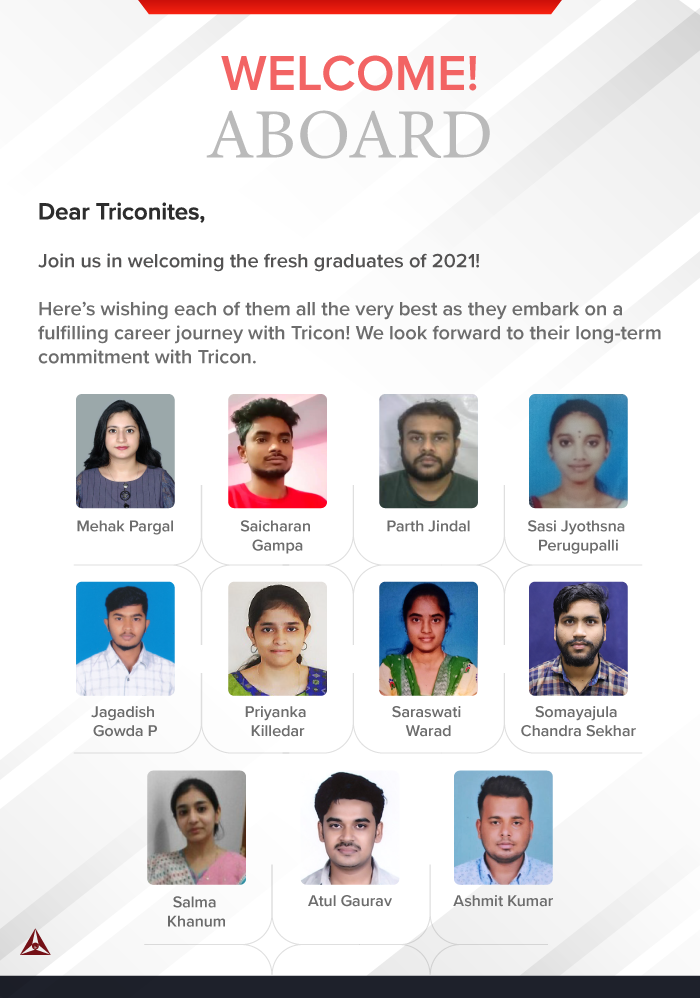 WELCOME!
ABOARD
Dear Triconites,
Join us in welcoming the fresh graduates of 2021!
Here’s wishing each of them all the very best as they embark on a
fulfilling career journey with Tricon! We look forward to their long-term
commitment with Tricon.
Mehak Pargal
Saicharan
Gampa
Parth Jindal
Sasi Jyothsna
Perugupalli
Jagadish
Gowda P
Priyanka
Killedar
Saraswati
Warad
Somayajula
Chandra Sekhar
Salma
Khanum
Atul Gaurav
Ashmit Kumar